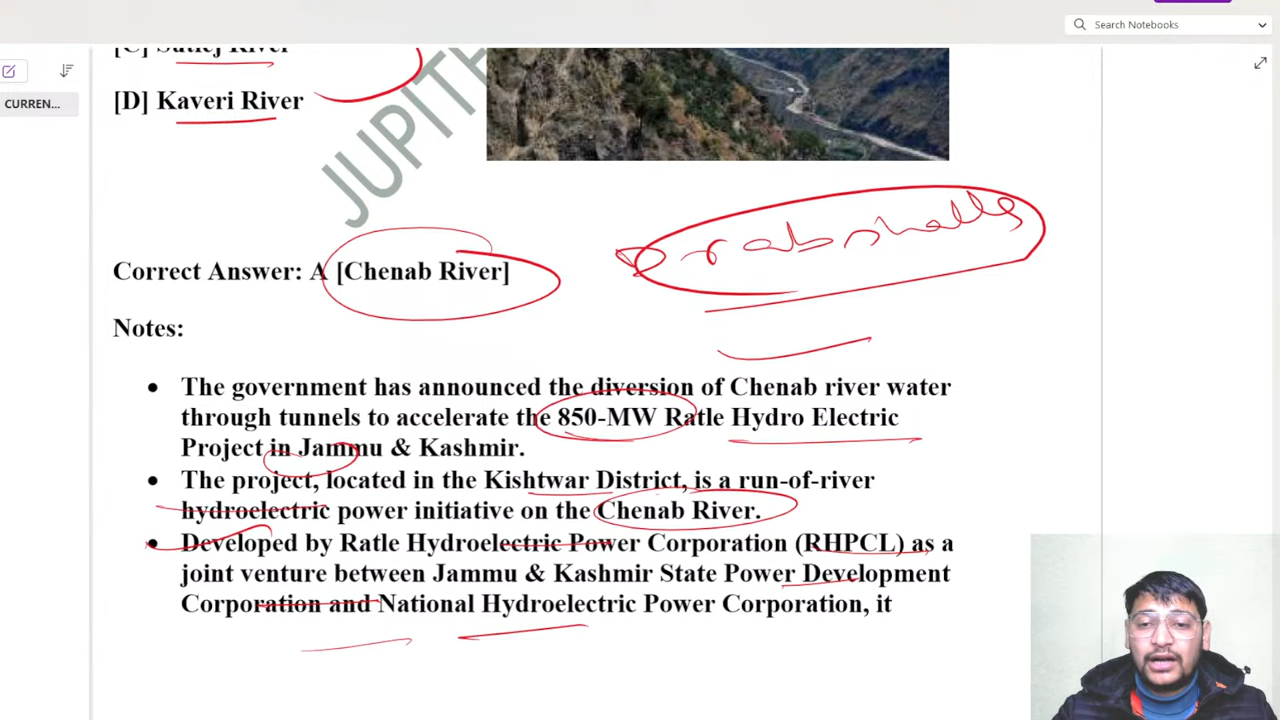 Search Notebooks
[C] Sutlej River
CURREN...
[D] Kaveri River
JUPITE
Correct Answer: A [Chenab River]
Notes:
• The government has announced the diversion of Chenab river water
through tunnels to accelerate the 850-MW Ratle Hydro Electric
Project in Jammu & Kashmir.
• The project, located in the Kishtwar District, is a run-of-river
hydroelectric power initiative on the Chenab River.
• Developed by Ratle Hydroelectric Power Corporation (RHPCL) as a
joint venture between Jammu & Kashmir State Power Development
Corporation and National Hydroelectric Power Corporation, it